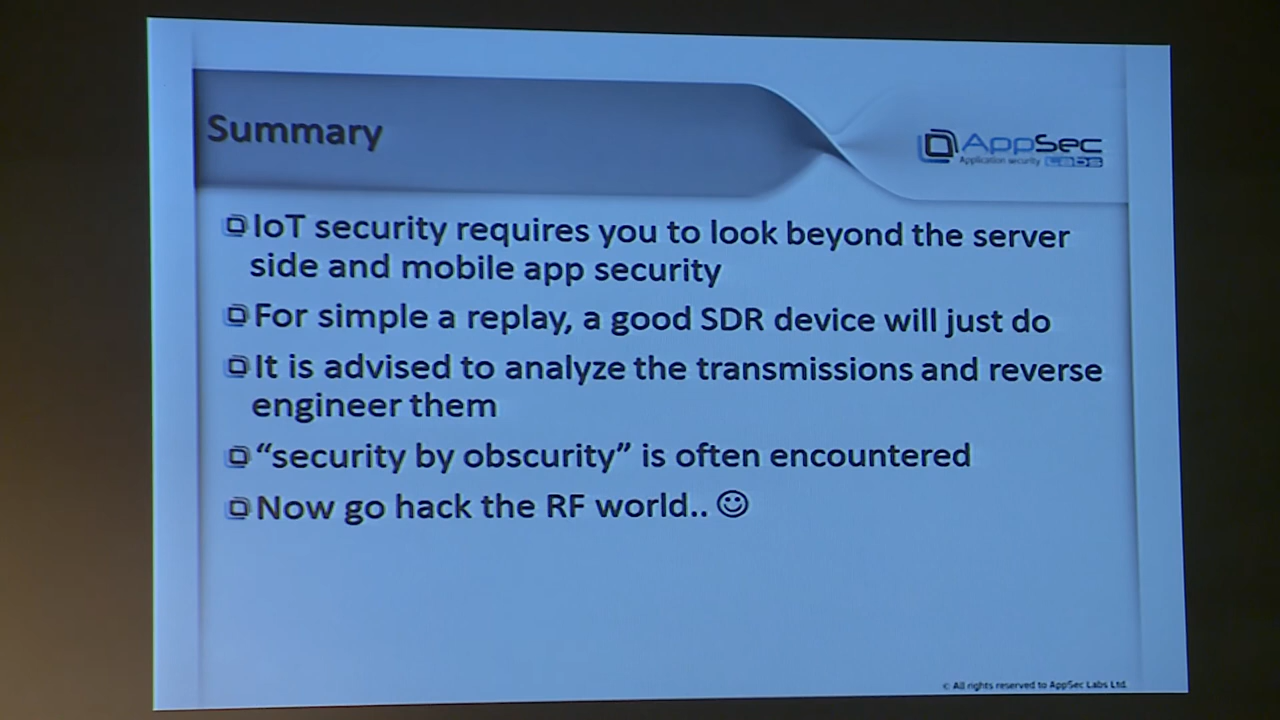 Summary
AppSec
Application security Labs
IoT security requires you to look beyond the server
side and mobile app security
For simple a replay, a good SDR device will just do
It is advised to analyze the transmissions and reverse
engineer them
“security by obscurity” is often encountered
Now go hack the RF world.. ☺
© All rights reserved to AppSec Labs Ltd.